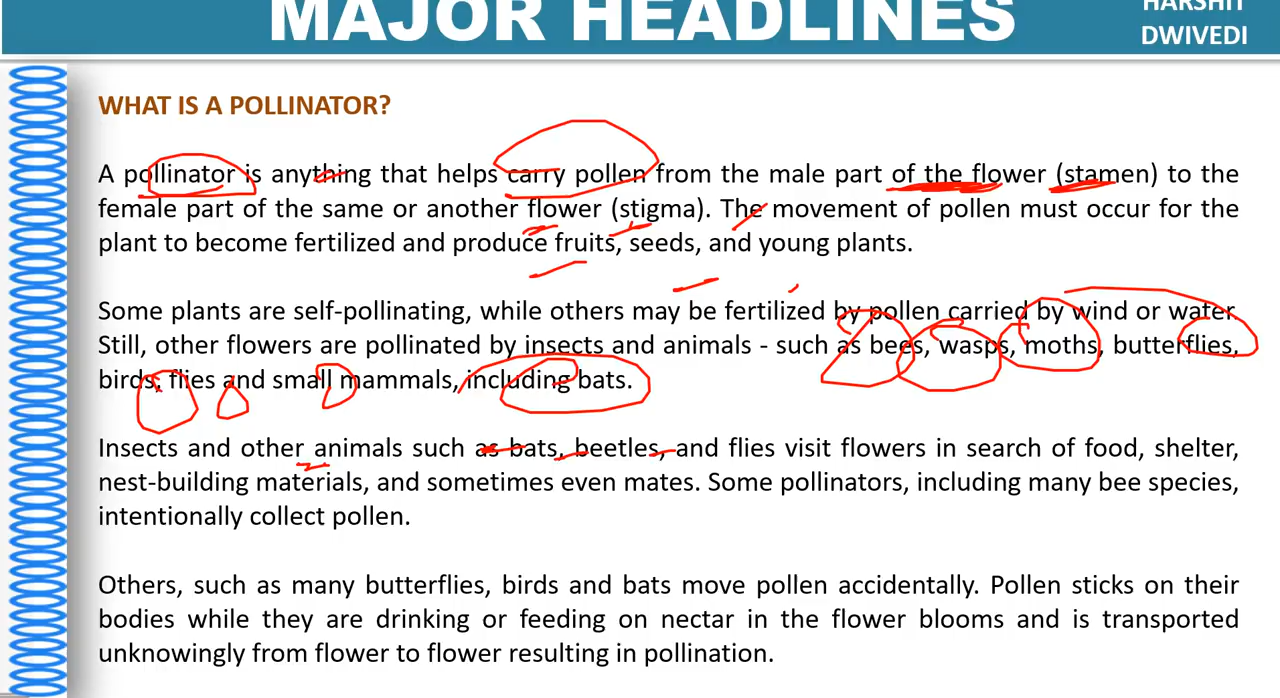 MAJOR HEADLINES
HARSHIT
DWIVEDI
WHAT IS A POLLINATOR?
A pollinator is anything that helps carry pollen from the male part of the flower (stamen) to the
female part of the same or another flower (stigma). The movement of pollen must occur for the
plant to become fertilized and produce fruits, seeds, and young plants.
Some plants are self-pollinating, while others may be fertilized by pollen carried by wind or water.
Still, other flowers are pollinated by insects and animals - such as bees, wasps, moths, butterflies,
birds, flies and small mammals, including bats.
Insects and other animals such as bats, beetles, and flies visit flowers in search of food, shelter,
nest-building materials, and sometimes even mates. Some pollinators, including many bee species,
intentionally collect pollen.
Others, such as many butterflies, birds and bats move pollen accidentally. Pollen sticks on their
bodies while they are drinking or feeding on nectar in the flower blooms and is transported
unknowingly from flower to flower resulting in pollination.